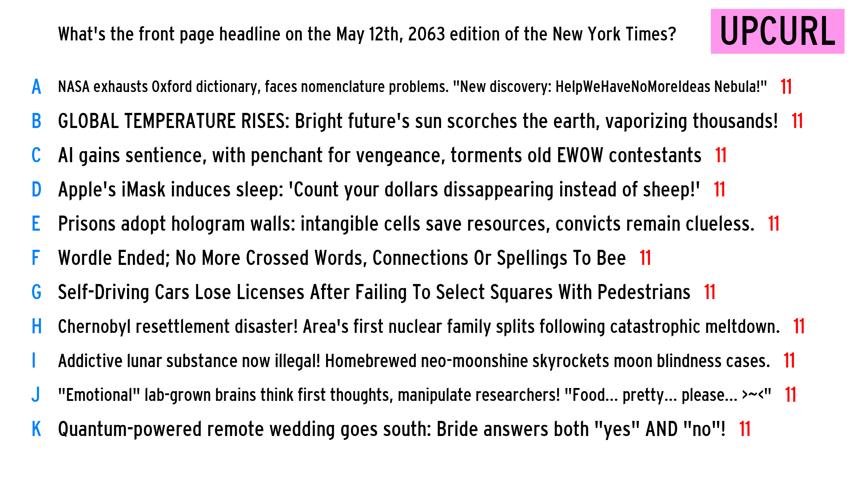 What's the front page headline on the May 12th, 2063 edition of the New York Times?
UPCURL
A NASA exhausts Oxford dictionary, faces nomenclature problems. "New discovery: HelpWeHaveNoMoreIdeas Nebula!" 11
B GLOBAL TEMPERATURE RISES: Bright future's sun scorches the earth, vaporizing thousands! 11
C AI gains sentience, with penchant for vengeance, torments old EWOW contestants 11
D Apple's iMask induces sleep: 'Count your dollars dissappearing instead of sheep!' 11
E Prisons adopt hologram walls: intangible cells save resources, convicts remain clueless. 11
F Wordle Ended; No More Crossed Words, Connections Or Spellings To Bee 11
G Self-Driving Cars Lose Licenses After Failing To Select Squares With Pedestrians 11
H Chernobyl resettlement disaster! Area's first nuclear family splits following catastrophic meltdown. 11
I Addictive lunar substance now illegal! Homebrewed neo-moonshine skyrockets moon blindness cases. 11
J "Emotional" lab-grown brains think first thoughts, manipulate researchers! "Food... pretty... please... >~<" 11
K Quantum-powered remote wedding goes south: Bride answers both "yes" AND "no"! 11